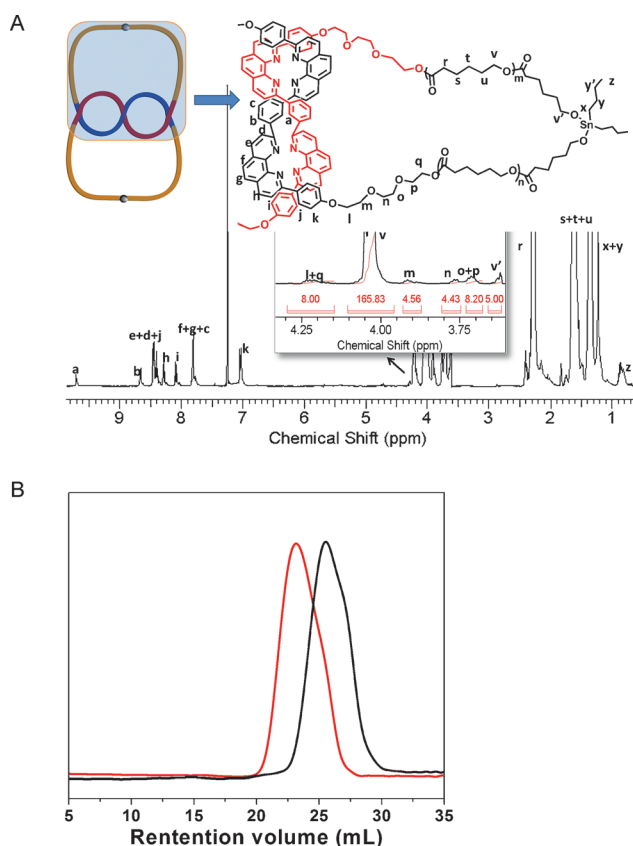 A
O
O
O
O
O
O
r
s
t
u
v
O
m
O
v'
O
x
y
y'
z
Sn
y
N
N
N
N
c
b
a
d
e
f
g
h
i
j
k
O
l
m
O
n
o
O
p
q
O
n
O
O
l+q
v
m
n
o+p
v'
8.00
165.83
4.56
4.43
8.20
5.00
4.25
4.00
3.75
Chemical Shift (ppm)
a
b
e+d+j
h
i
f+g+c
k
r
s+t+u
x+y
z
9
8
7
6
5
4
3
2
1
Chemical Shift (ppm)
B
5
10
15
20
25
30
35
Rentention volume (mL)